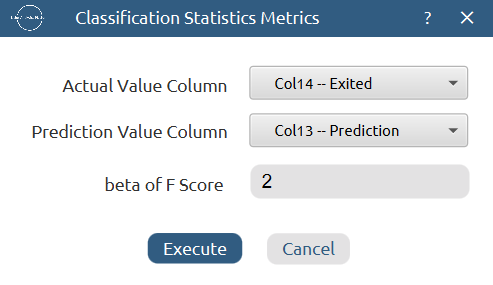 Classification Statistics Metrics ? ×
Actual Value Column Col14 -- Exited
Prediction Value Column Col13 -- Prediction
beta of F Score 2
Execute Cancel